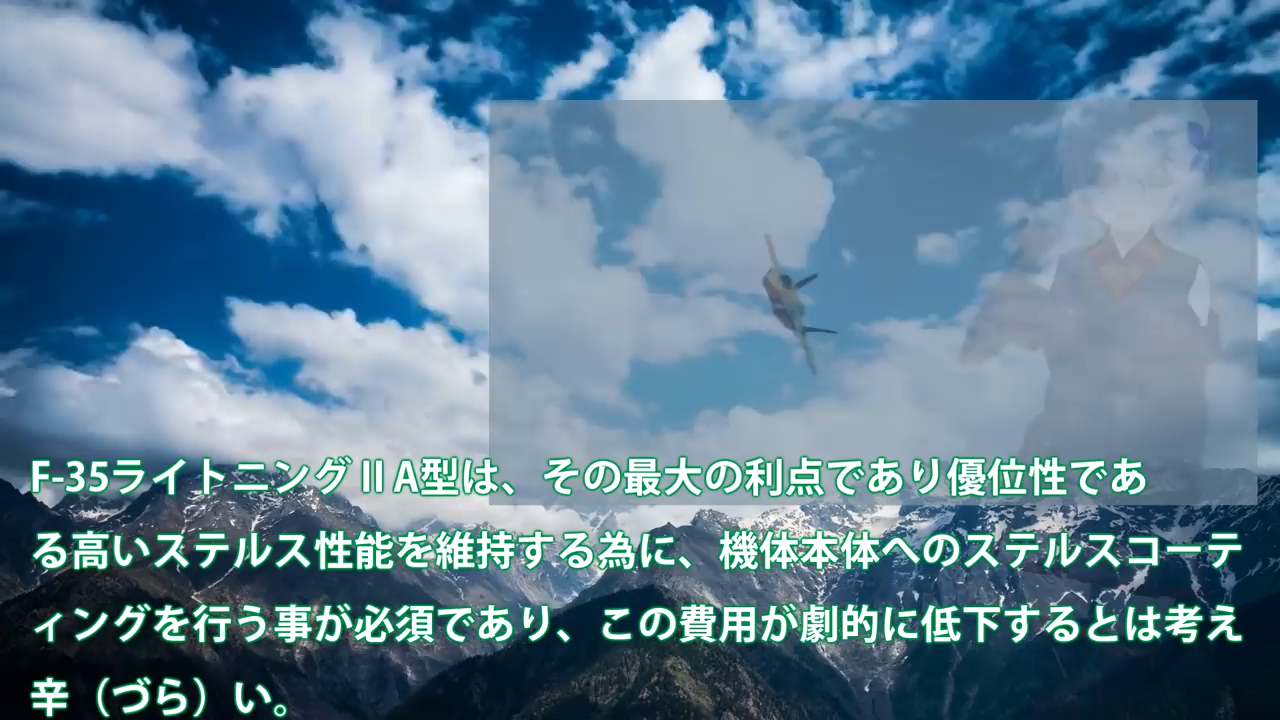 F-35ライトニングⅡA型は、その最大の利点であり優位性であ
る高いステルス性能を維持する為に、機体本体へのステルスコーテ
ィングを行う事が必須であり、この費用が劇的に低下するとは考え
辛（づら）い。